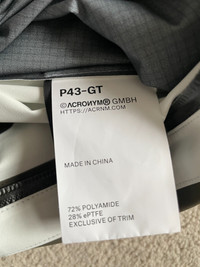 P43-GT
©ACRONYM® GMBH
HTTPS://ACRNM.COM
MADE IN CHINA
72% POLYAMIDE
28% ePTFE
EXCLUSIVE OF TRIM